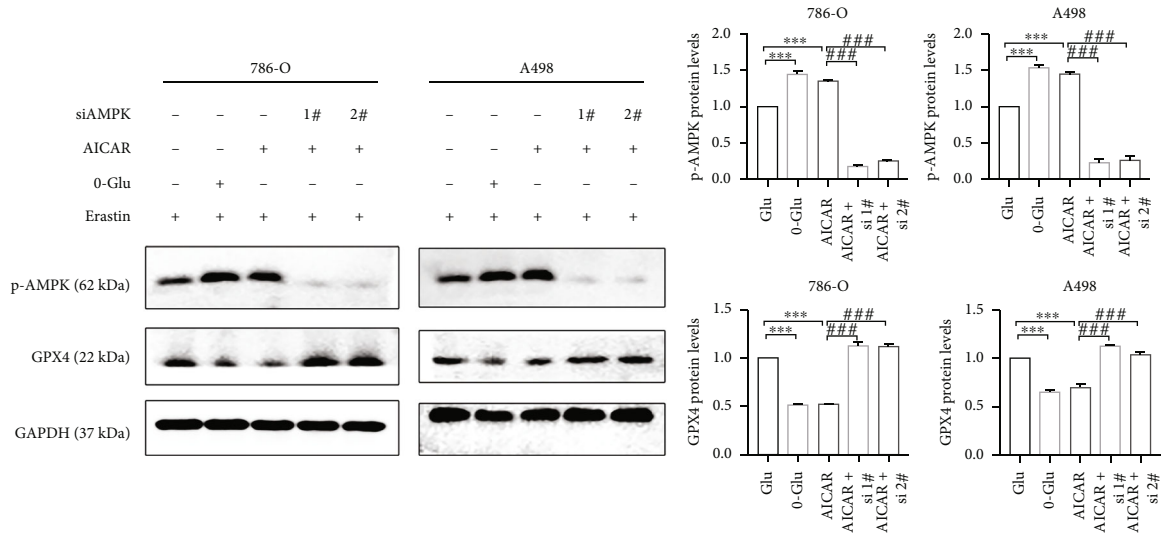 786-O
A498
siAMPK – – – 1# 2# – – – 1# 2#
AICAR – – + + + – – + + +
0-Glu – + – – – – + – – –
Erastin + + + + + + + + + +
p-AMPK (62 kDa)
GPX4 (22 kDa)
GAPDH (37 kDa)
786-O
2.0
1.5
1.0
0.5
0.0
p-AMPK protein levels
***
***
###
###
Glu
0-Glu
AICAR
AICAR +
si 1#
AICAR +
si 2#
A498
2.0
1.5
1.0
0.5
0.0
p-AMPK protein levels
***
***
###
###
Glu
0-Glu
AICAR
AICAR +
si 1#
AICAR +
si 2#
786-O
1.5
1.0
0.5
0.0
GPX4 protein levels
***
***
###
###
Glu
0-Glu
AICAR
AICAR +
si 1#
AICAR +
si 2#
A498
1.5
1.0
0.5
0.0
GPX4 protein levels
***
***
###
###
Glu
0-Glu
AICAR
AICAR +
si 1#
AICAR +
si 2#